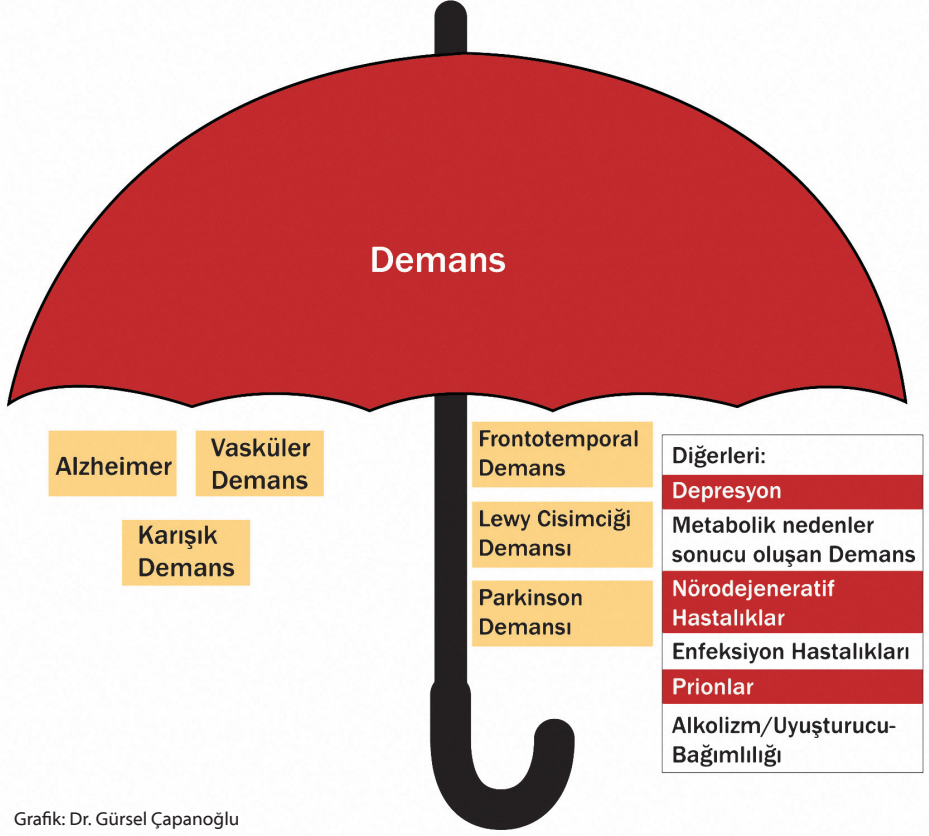 Demans
Alzheimer
Vasküler
Demans
Karışık
Demans
Frontotemporal
Demans
Lewy Cisimciği
Demansı
Parkinson
Demansı
Diğerleri:
Depresyon
Metabolik nedenler
sonucu oluşan Demans
Nörodejeneratif
Hastalıklar
Enfeksiyon Hastalıkları
Prionlar
Alkolizm/Uyuşturucu-
Bağımlılığı
Grafik: Dr. Gürsel Çapanoğlu